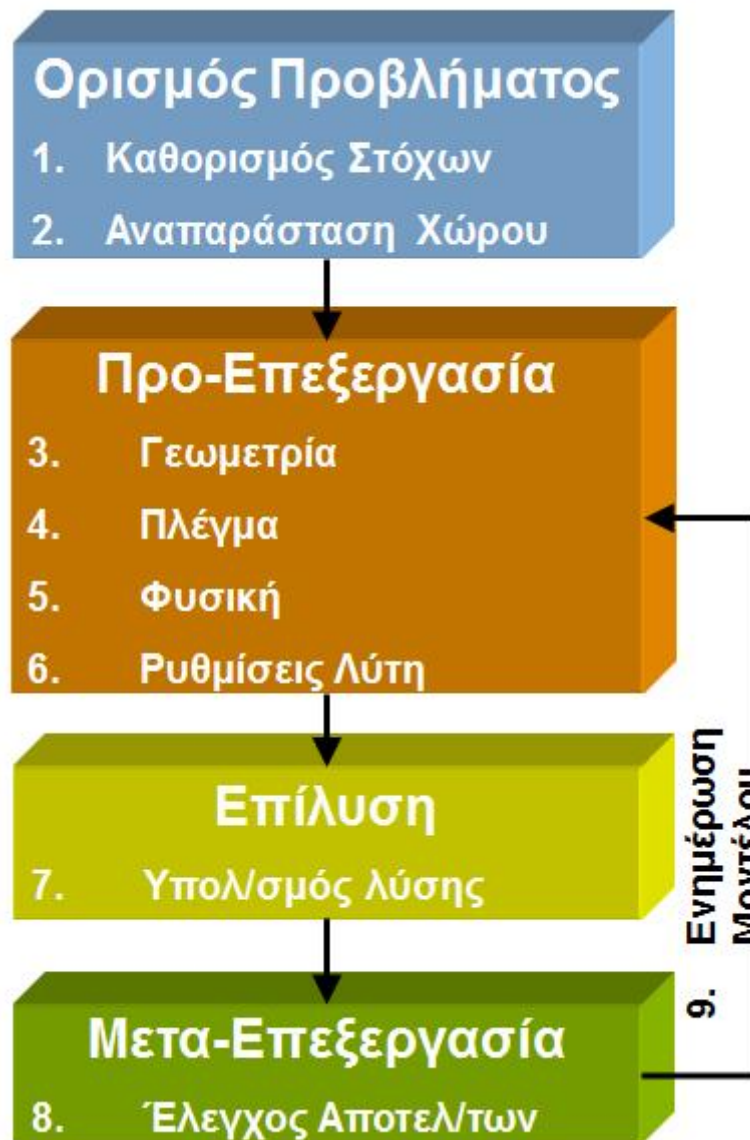 Ορισμός Προβλήματος
1. Καθορισμός Στόχων
2. Αναπαράσταση Χώρου
Προ-Επεξεργασία
3. Γεωμετρία
4. Πλέγμα
5. Φυσική
6. Ρυθμίσεις Λύτη
Επίλυση
7. Υπολ/σμός λύσης
Μετα-Επεξεργασία
8. Έλεγχος Αποτελ/των
9. Ενημέρωση
Μοντέλου